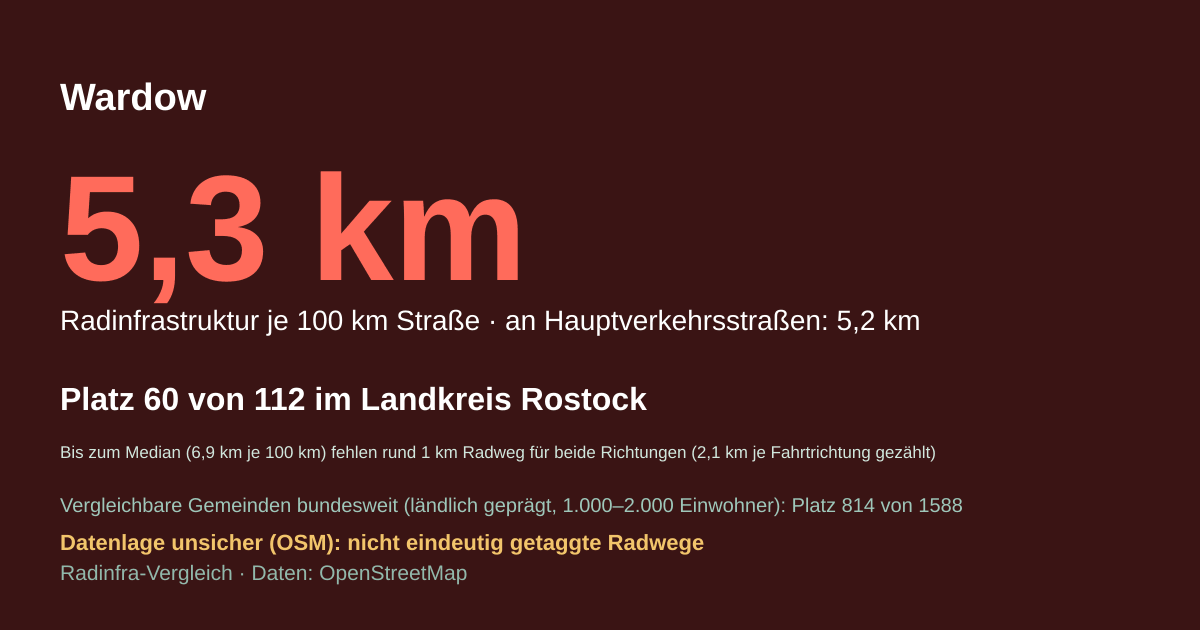 Wardow
5,3 km
Radinfrastruktur je 100 km Straße · an Hauptverkehrsstraßen: 5,2 km
Platz 60 von 112 im Landkreis Rostock
Bis zum Median (6,9 km je 100 km) fehlen rund 1 km Radweg für beide Richtungen (2,1 km je Fahrtrichtung gezählt)
Vergleichbare Gemeinden bundesweit (ländlich geprägt, 1.000–2.000 Einwohner): Platz 814 von 1588
Datenlage unsicher (OSM): nicht eindeutig getaggte Radwege
Radinfra-Vergleich · Daten: OpenStreetMap